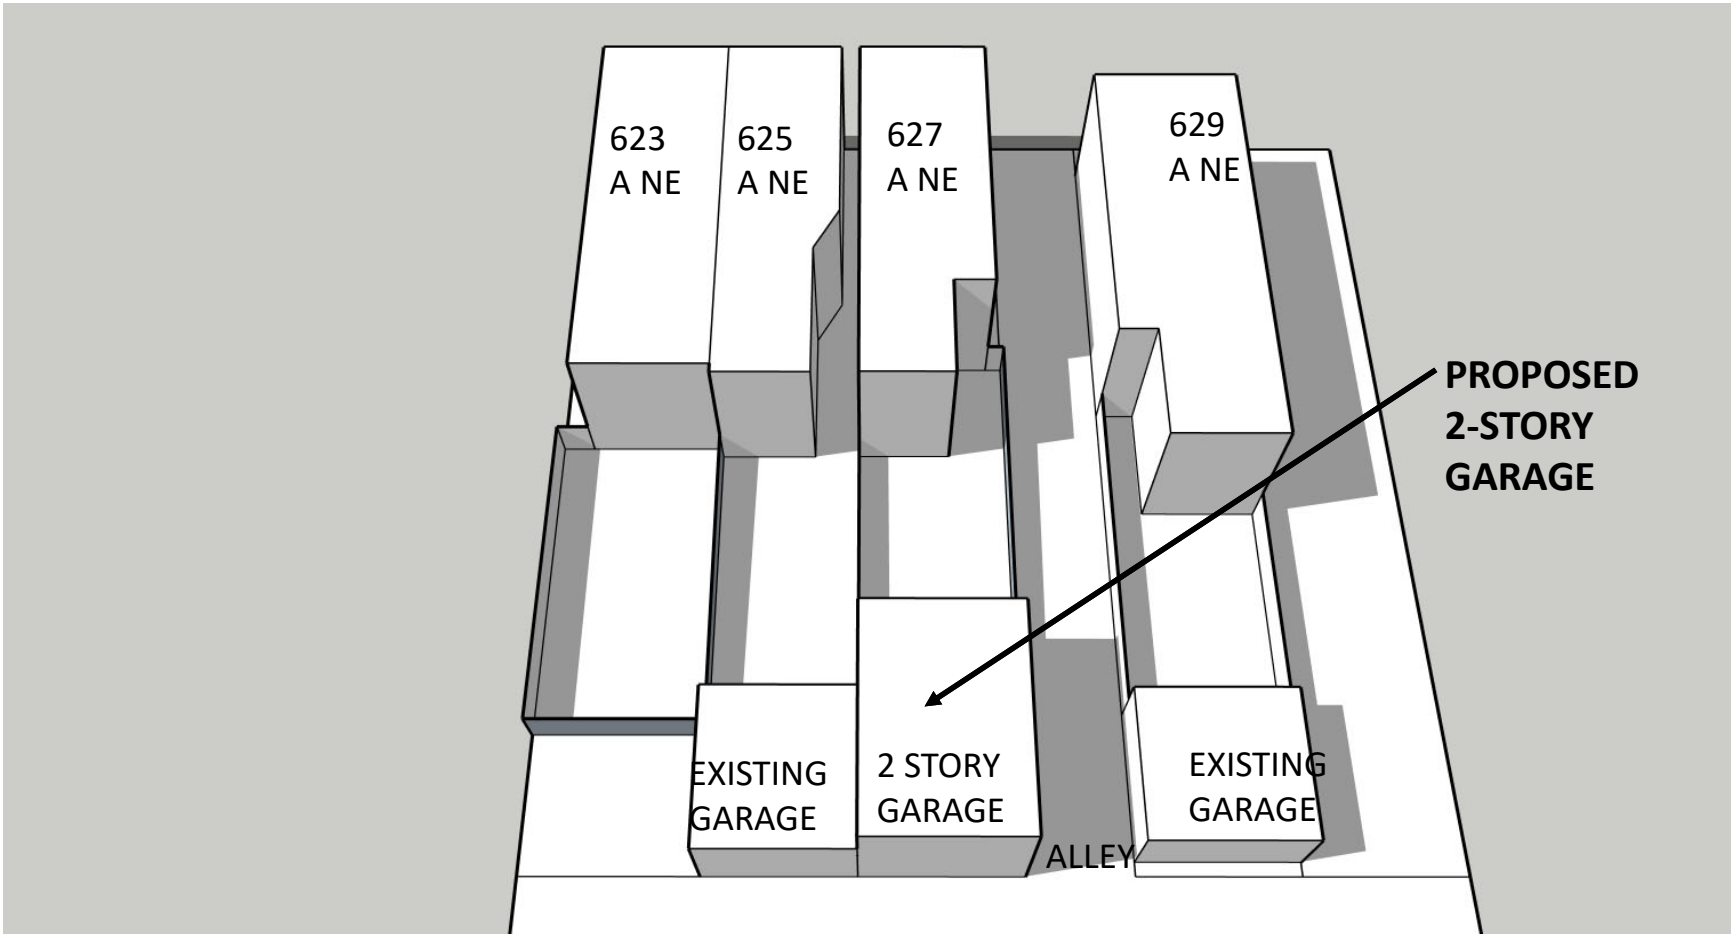 623
A NE
625
A NE
627
A NE
629
A NE
PROPOSED
2-STORY
GARAGE
EXISTING
GARAGE
2 STORY
GARAGE
EXISTING
GARAGE
ALLEY